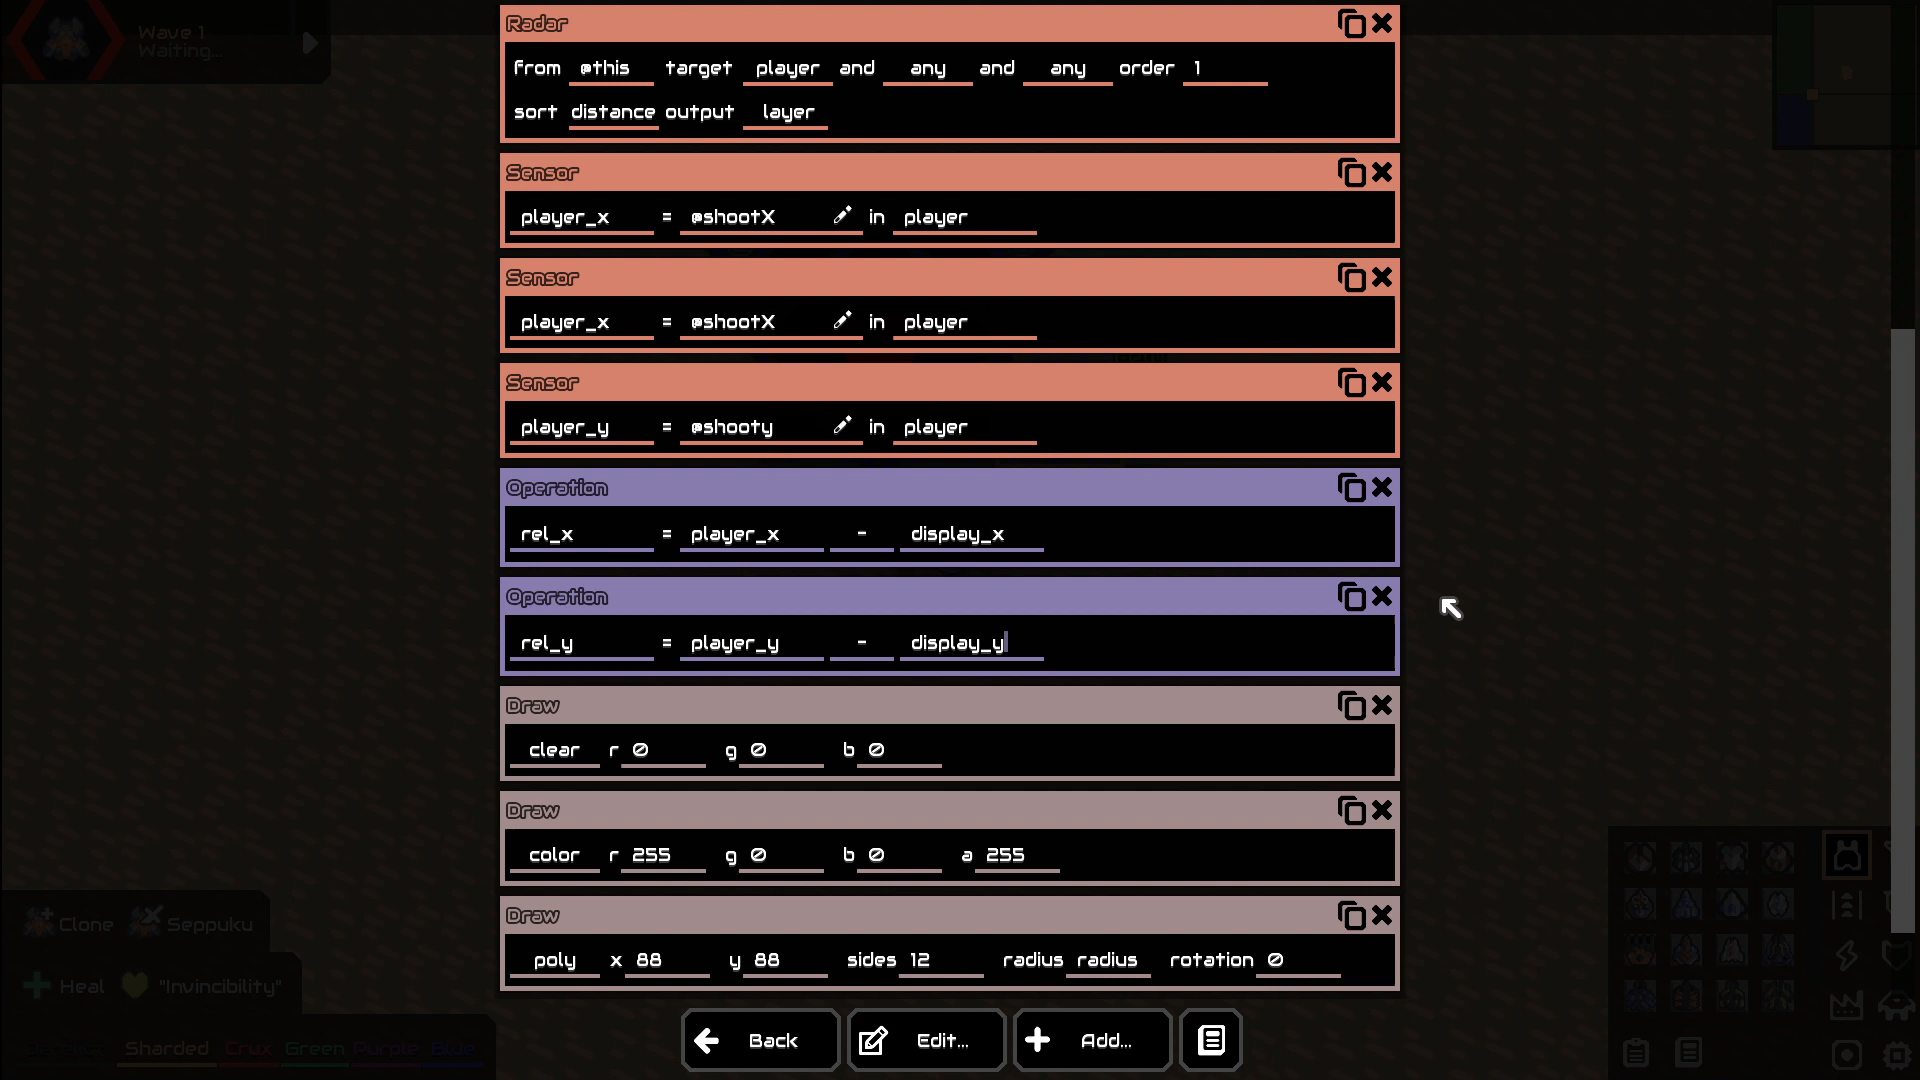 Wave 1
Waiting...
Radar
from @this target player and any and any order 1
sort distance output layer
Sensor
player_x = @shootX in player
Sensor
player_x = @shootX in player
Sensor
player_y = @shooty in player
Operation
rel_x = player_x - display_x
Operation
rel_y = player_y - display_y
Draw
clear r 0 g 0 b 0
Draw
color r 255 g 0 b 0 a 255
Draw
poly x 88 y 88 sides 12 radius radius rotation 0
Clone Seppuku
Heal "Invincibility"
Sharded Crux Green Purple Blue
Back Edit... Add...